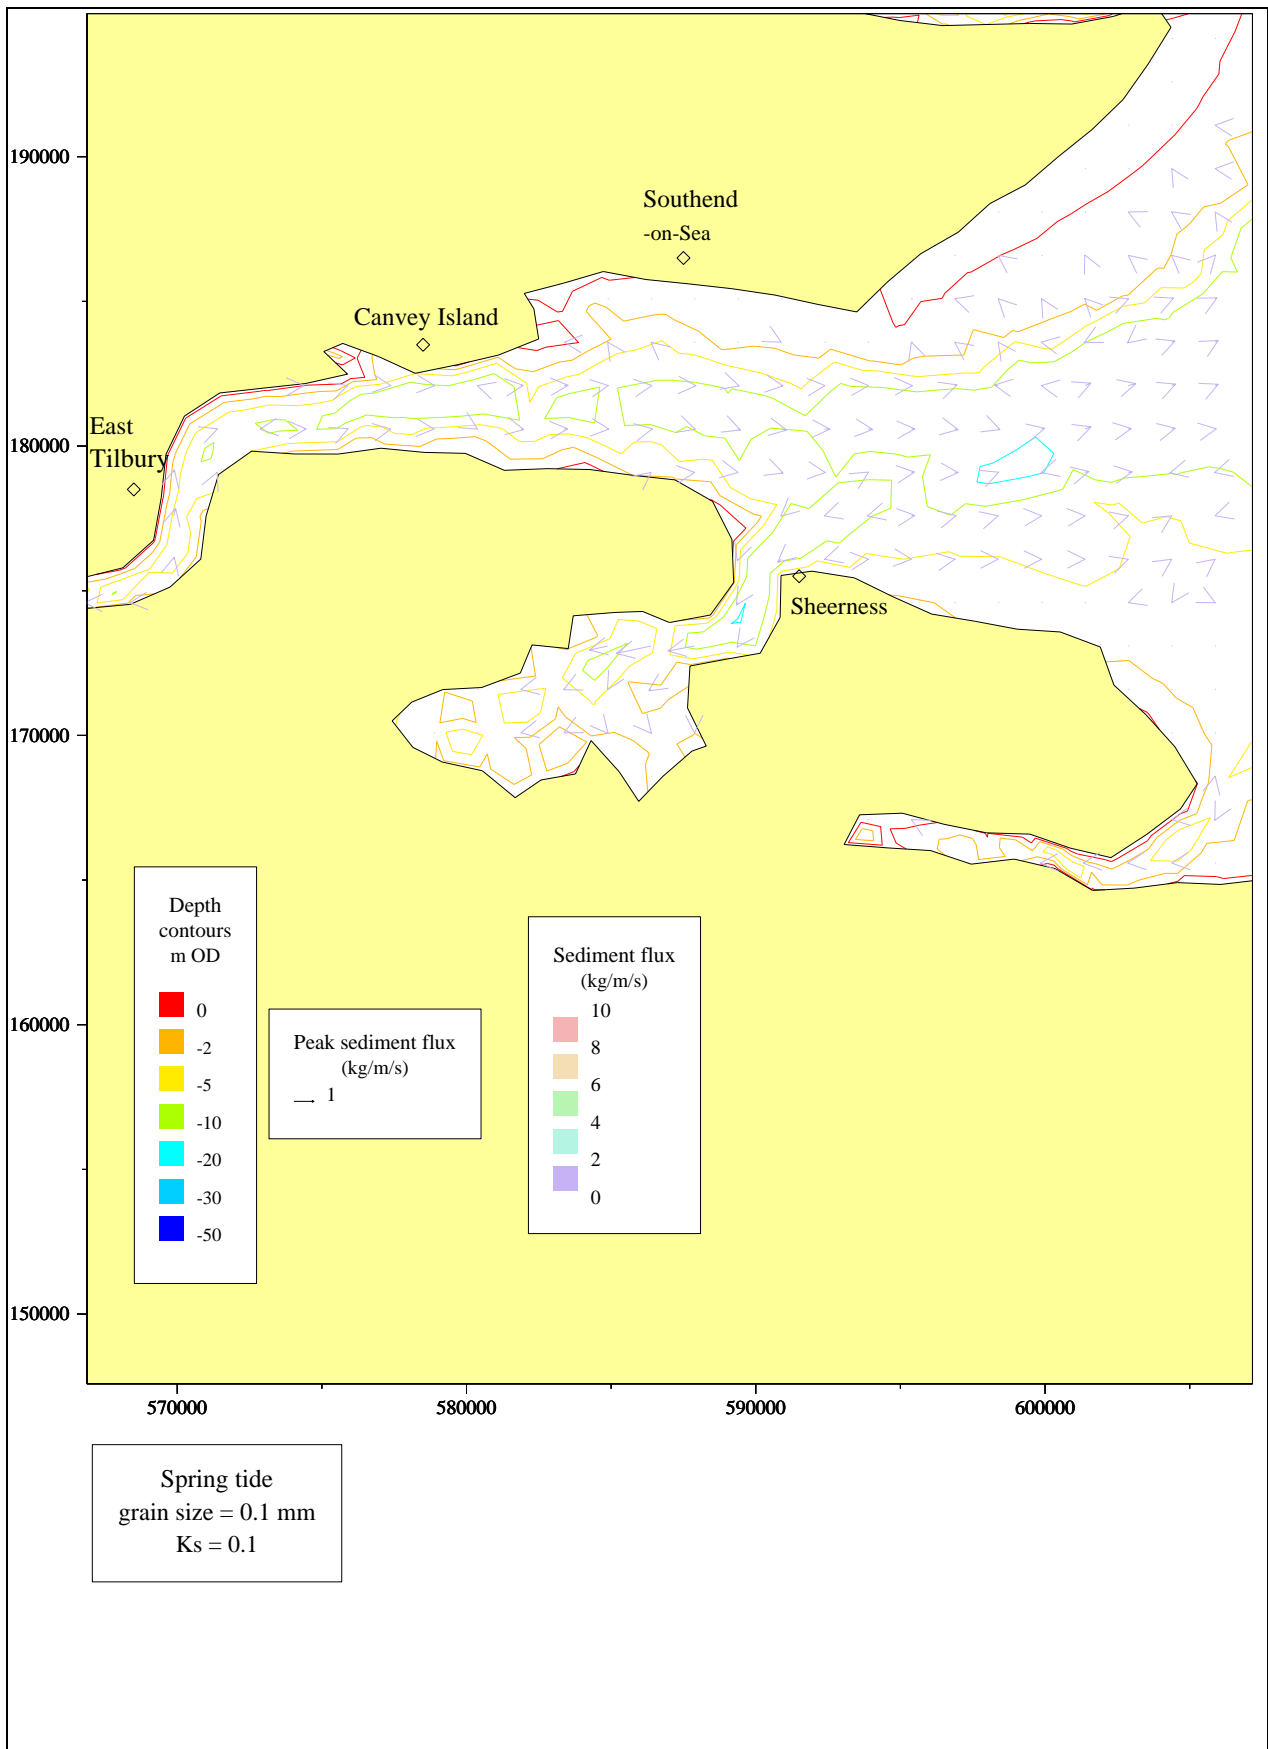 190000
180000
170000
160000
150000
Southend
-on-Sea
Canvey Island
East
Tilbury
Sheerness
Depth
contours
m OD
0
-2
-5
-10
-20
-30
-50
Peak sediment flux
(kg/m/s)
1
Sediment flux
(kg/m/s)
10
8
6
4
2
0
570000
580000
590000
600000
Spring tide
grain size = 0.1 mm
Ks = 0.1